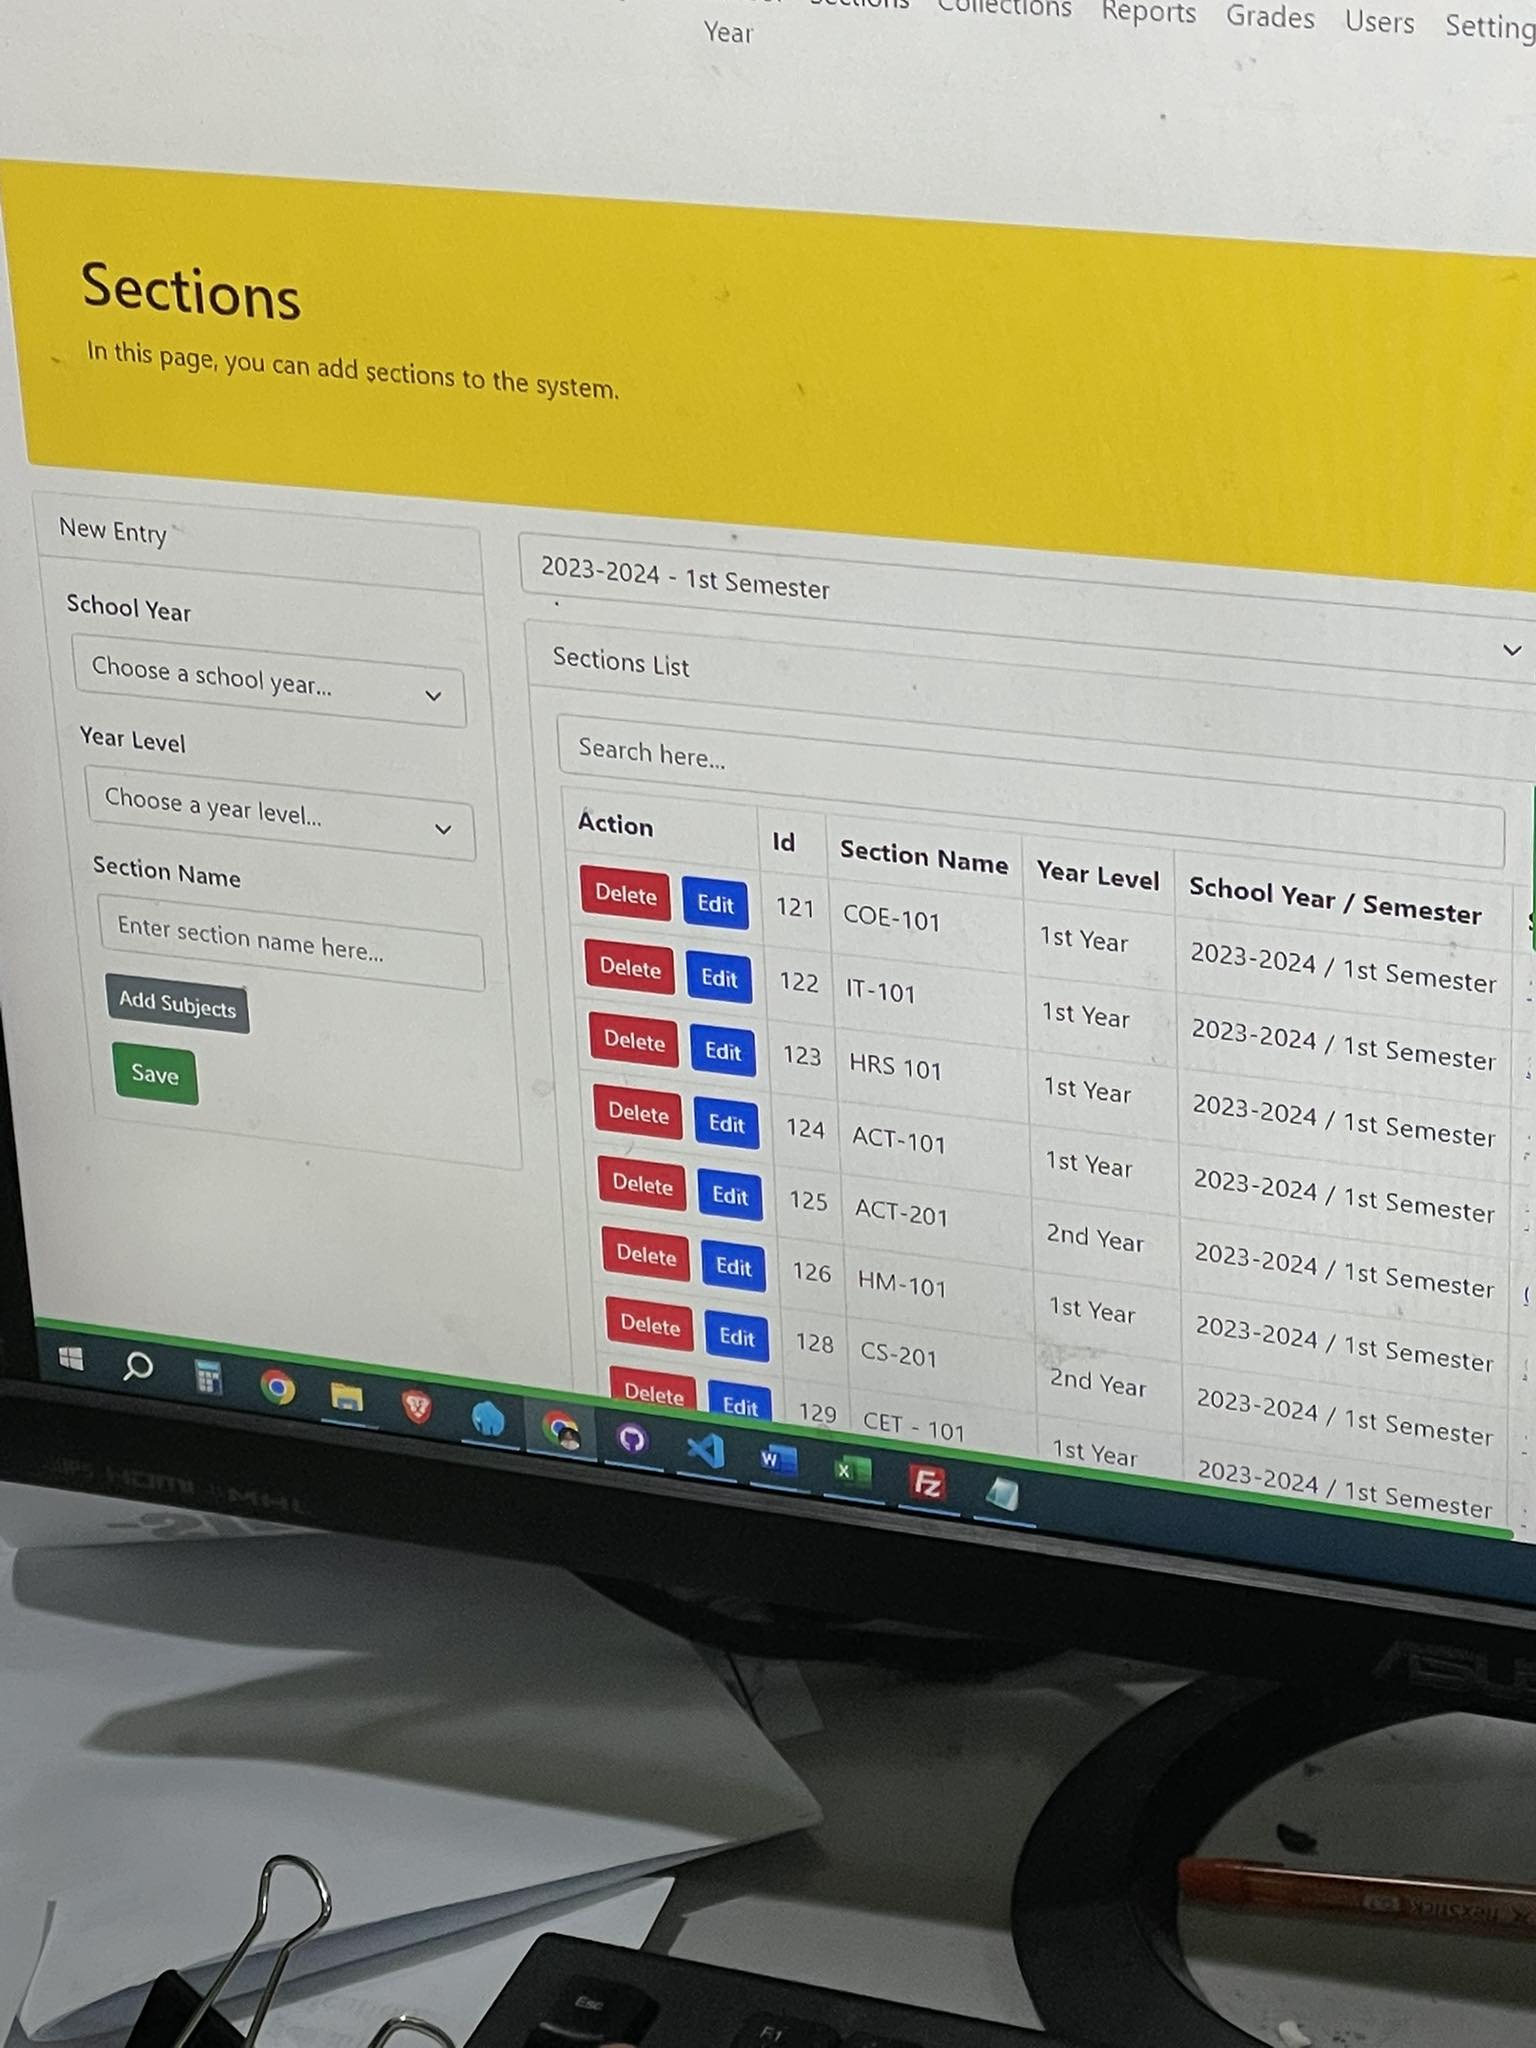 Collections Reports Grades Users Setting
Year
Sections
In this page, you can add sections to the system.
New Entry
School Year
Choose a school year...
Year Level
Choose a year level...
Section Name
Enter section name here...
Add Subjects
Save
2023-2024 - 1st Semester
Sections List
Search here...
Action Id Section Name Year Level School Year / Semester
Delete Edit 121 COE-101 1st Year 2023-2024 / 1st Semester
Delete Edit 122 IT-101 1st Year 2023-2024 / 1st Semester
Delete Edit 123 HRS 101 1st Year 2023-2024 / 1st Semester
Delete Edit 124 ACT-101 1st Year 2023-2024 / 1st Semester
Delete Edit 125 ACT-201 2nd Year 2023-2024 / 1st Semester
Delete Edit 126 HM-101 1st Year 2023-2024 / 1st Semester
Delete Edit 128 CS-201 2nd Year 2023-2024 / 1st Semester
Delete Edit 129 CET - 101 1st Year 2023-2024 / 1st Semester
W
X
FZ
HDMI
Esc
F1